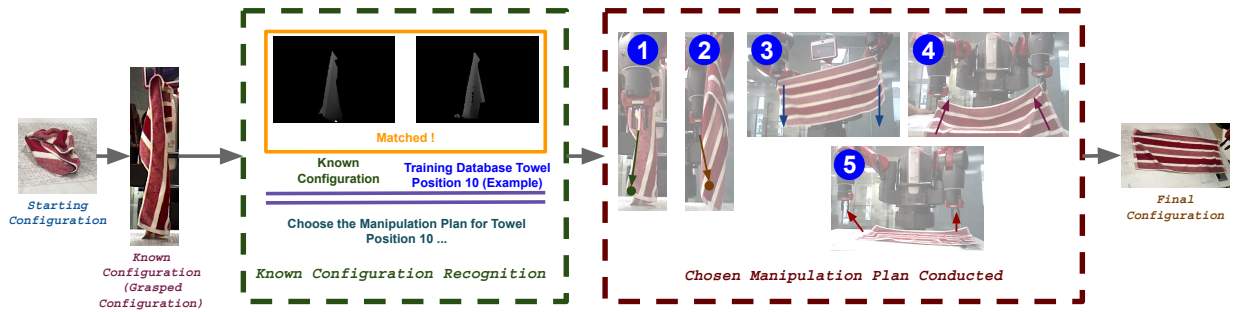 Starting
Configuration
Known
Configuration
(Grasped
Configuration)
Matched !
Known
Configuration
Training Database Towel
Position 10 (Example)
Choose the Manipulation Plan for Towel
Position 10 ...
Known Configuration Recognition
1
2
3
4
5
Chosen Manipulation Plan Conducted
Final
Configuration